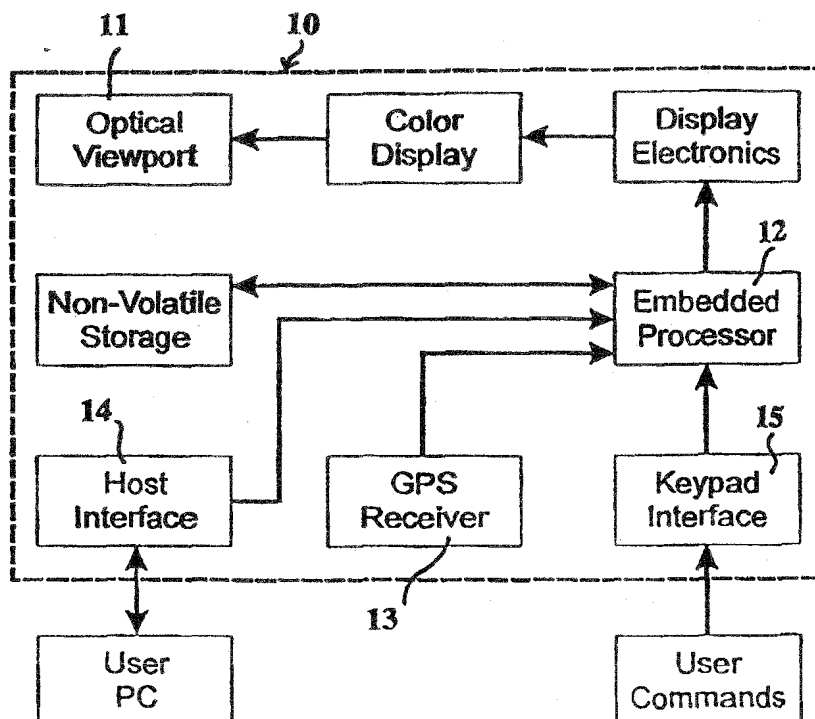 11
10
Optical
Viewport
Color
Display
Display
Electronics
12
Non-Volatile
Storage
Embedded
Processor
14
15
Host
Interface
GPS
Receiver
Keypad
Interface
13
User
PC
User
Commands